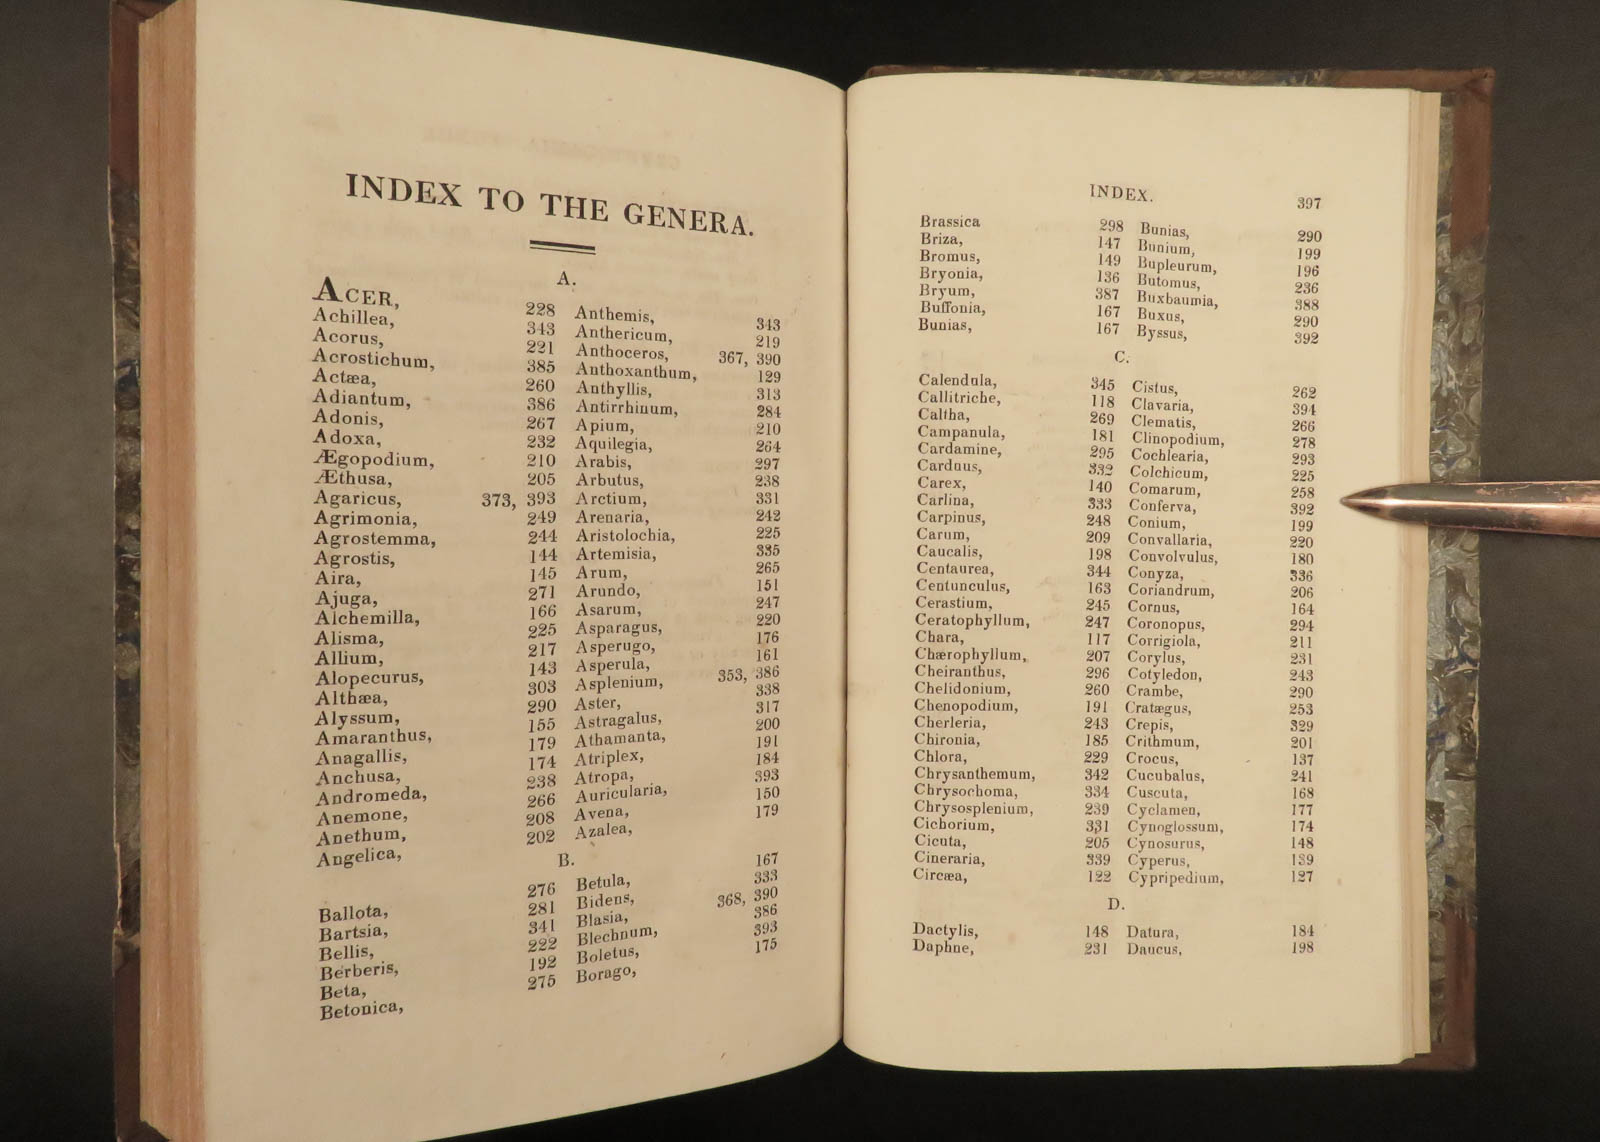 INDEX TO THE GENERA.
A.
ACER, 228 Anthemis, 343
Achillea, 343 Anthericum, 219
Acorus, 221 Anthoceros, 367, 390
Acrostichum, 385 Anthoxanthum, 129
Actæa, 260 Anthyllis, 313
Adiantum, 386 Antirrhinum, 284
Adonis, 267 Apium, 210
Adoxa, 232 Aquilegia, 264
Ægopodium, 210 Arabis, 297
Æthusa, 205 Arbutus, 238
Agaricus, 373, 393 Arctium, 331
Agrimonia, 249 Arenaria, 242
Agrostemma, 244 Aristolochia, 225
Agrostis, 144 Artemisia, 335
Aira, 145 Arum, 265
Ajuga, 271 Arundo, 151
Alchemilla, 166 Asarum, 247
Alisma, 225 Asparagus, 220
Allium, 217 Asperugo, 176
Alopecurus, 143 Asperula, 161
Althæa, 303 Asplenium, 353, 386
Alyssum, 290 Aster, 338
Amaranthus, 155 Astragalus, 317
Anagallis, 179 Athamanta, 200
Anchusa, 174 Atriplex, 191
Andromeda, 238 Atropa, 184
Anemone, 266 Auricularia, 393
Anethum, 208 Avena, 150
Angelica, 202 Azalea, 179
B.
Ballota, 276 Betula, 167
Bartsia, 281 Bidens, 333
Bellis, 341 Blasia, 368, 390
Berberis, 222 Blechnum, 386
Beta, 192 Boletus, 393
Betonica, 275 Borago, 175
INDEX. 397
Brassica 298 Bunias, 290
Briza, 147 Bunium, 199
Bromus, 149 Bupleurum, 196
Bryonia, 136 Butomus, 236
Bryum, 387 Buxbaumia, 388
Buffonia, 167 Buxus, 290
Bunias, 167 Byssus, 392
C.
Calendula, 345 Cistus, 262
Callitriche, 118 Clavaria, 394
Caltha, 269 Clematis, 266
Campanula, 181 Clinopodium, 278
Cardamine, 295 Cochlearia, 293
Carduus, 332 Colchicum, 225
Carex, 140 Comarum, 258
Carlina, 333 Conferva, 392
Carpinus, 248 Conium, 199
Carum, 209 Convallaria, 220
Caucalis, 198 Convolvulus, 180
Centaurea, 344 Conyza, 336
Centunculus, 163 Coriandrum, 206
Cerastium, 245 Cornus, 164
Ceratophyllum, 247 Coronopus, 294
Chara, 117 Corrigiola, 211
Chærophyllum, 207 Corylus, 231
Cheiranthus, 296 Cotyledon, 243
Chelidonium, 260 Crambe, 290
Chenopodium, 191 Cratægus, 253
Cherleria, 243 Crepis, 329
Chironia, 185 Crithmum, 201
Chlora, 229 Crocus, 137
Chrysanthemum, 342 Cucubalus, 241
Chrysocoma, 334 Cuscuta, 168
Chrysosplenium, 239 Cyclamen, 177
Cichorium, 331 Cynoglossum, 174
Cicuta, 205 Cynosurus, 148
Cineraria, 339 Cyperus, 139
Circæa, 122 Cypripedium, 127
D.
Dactylis, 148 Datura, 184
Daphne, 231 Daucus, 198